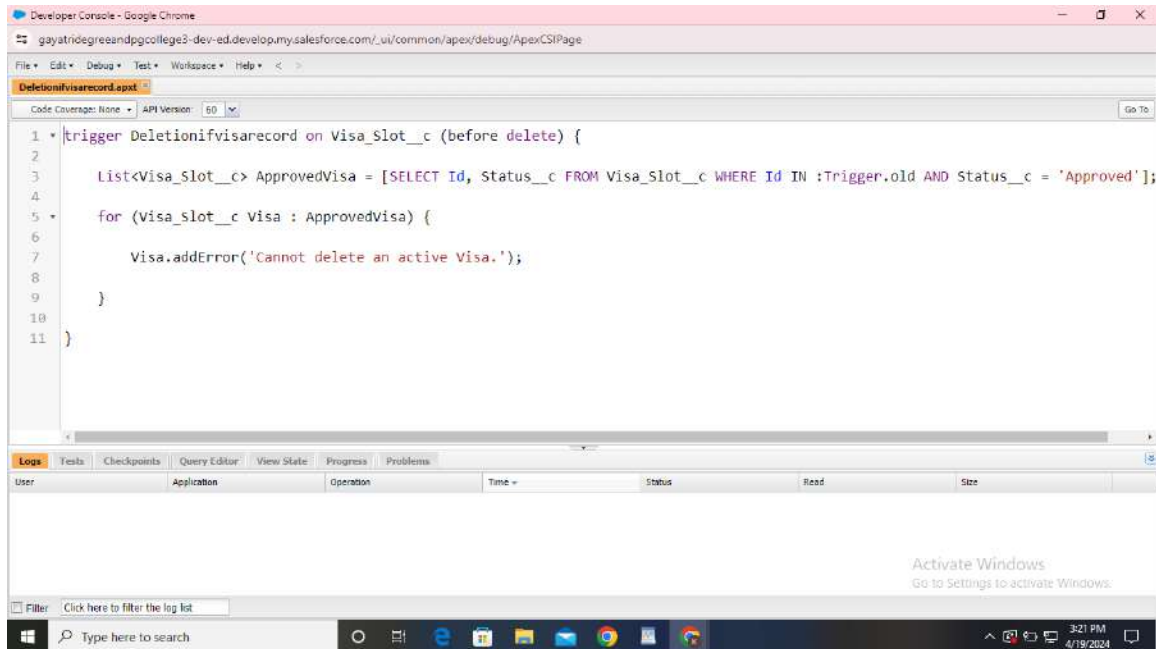 Developer Console - Google Chrome
gayatridegreeandpgcollege3-dev-ed.develop.my.salesforce.com/_ui/common/apex/debug/ApexCSIPage
File Edit Debug Test Workspace Help < >
Deletionifvisarecord.apxt
Code Coverage: None API Version: 60 Go To
1 trigger Deletionifvisarecord on Visa_Slot__c (before delete) {
2
3 List<Visa_Slot__c> ApprovedVisa = [SELECT Id, Status__c FROM Visa_Slot__c WHERE Id IN :Trigger.old AND Status__c = 'Approved'];
4
5 for (Visa_Slot__c Visa : ApprovedVisa) {
6
7 Visa.addError('Cannot delete an active Visa.');
8
9 }
10
11 }
Logs Tests Checkpoints Query Editor View State Progress Problems
User Application Operation Time Status Read Size
Activate Windows
Go to Settings to activate Windows.
Filter Click here to filter the log list
Type here to search
3:21 PM
4/19/2024